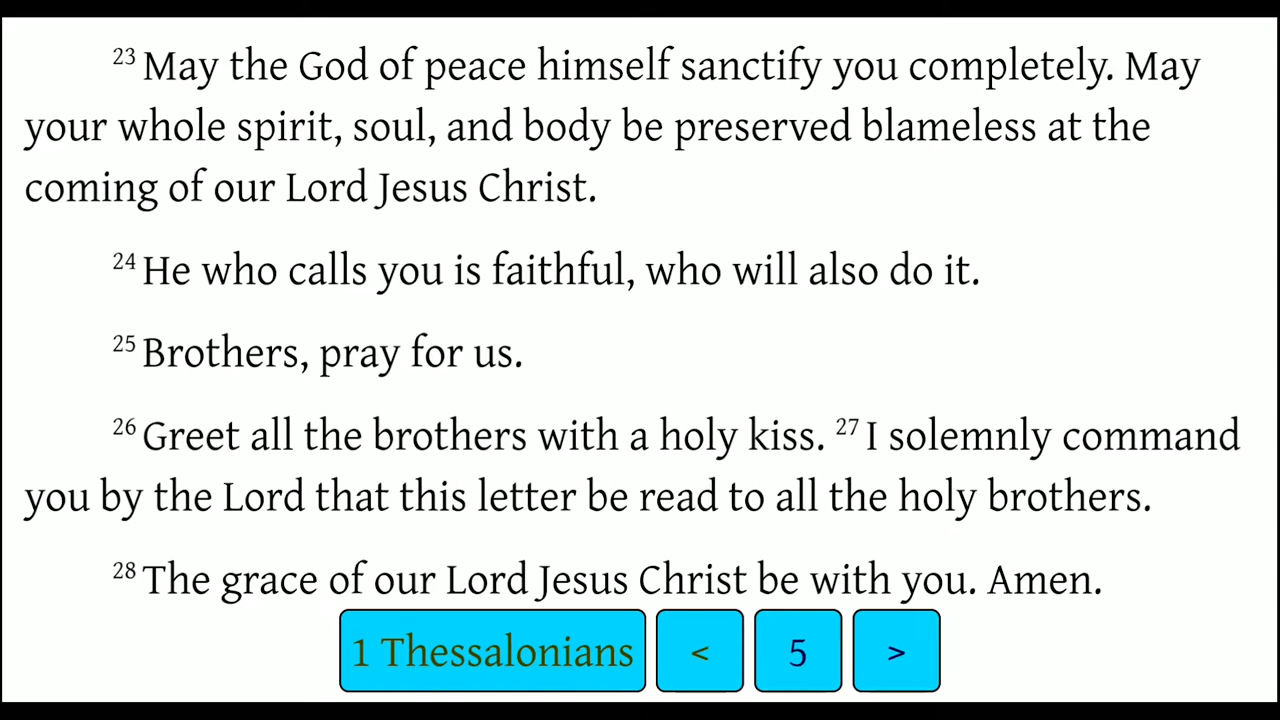 23 May the God of peace himself sanctify you completely. May
your whole spirit, soul, and body be preserved blameless at the
coming of our Lord Jesus Christ.
24 He who calls you is faithful, who will also do it.
25 Brothers, pray for us.
26 Greet all the brothers with a holy kiss. 27 I solemnly command
you by the Lord that this letter be read to all the holy brothers.
28 The grace of our Lord Jesus Christ be with you. Amen.
1 Thessalonians < 5 >